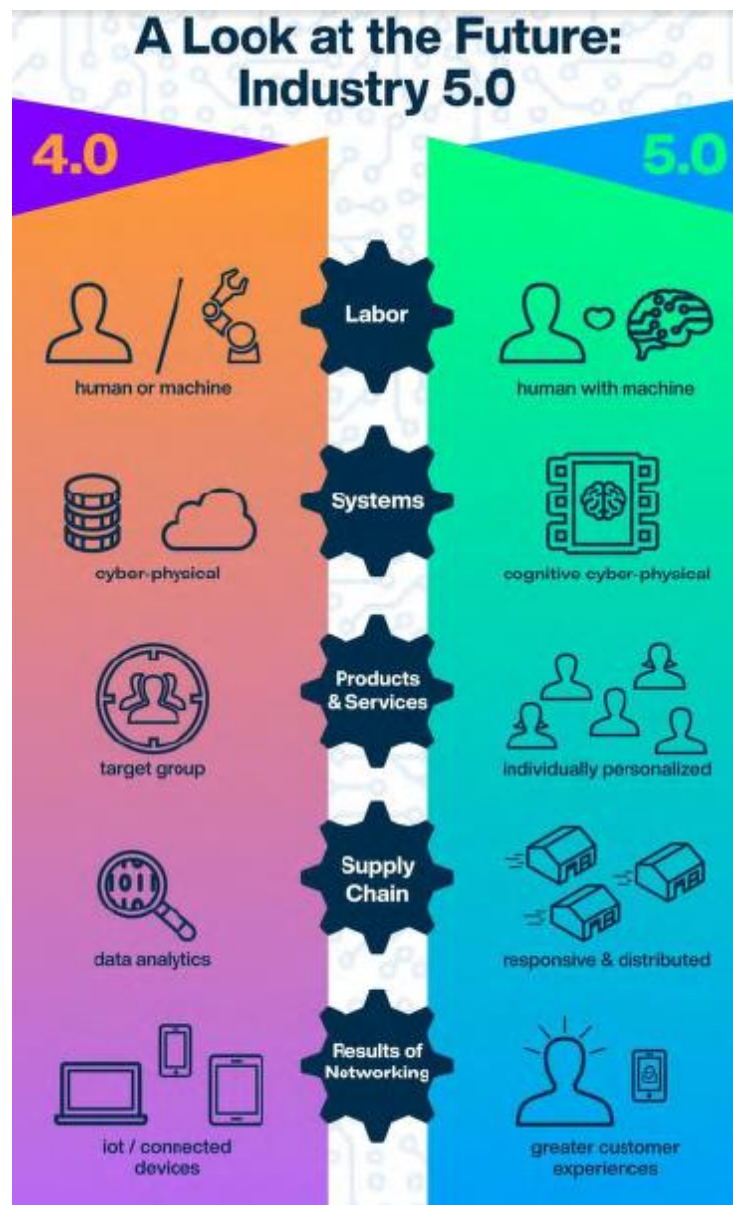 A Look at the Future:
Industry 5.0
4.0
5.0
Labor
human or machine
human with machine
Systems
cyber-physical
cognitive cyber-physical
Products
& Services
target group
individually personalized
1011
Supply
Chain
data analytics
responsive & distributed
Results of
Networking
iot / connected
devices
greater customer
experiences